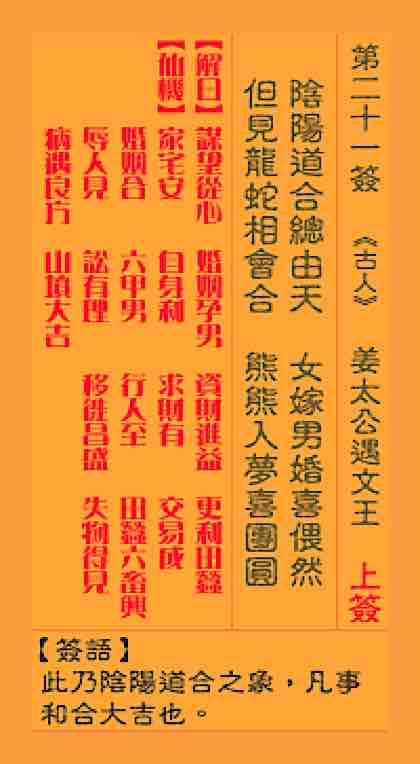 第二十一簽 《古人》 姜太公遇文王 上簽
陰陽道合總由天 女嫁男婚喜偎然
但見龍蛇相會合 熊熊入夢喜團圓
【解曰】 謀望從心 婚姻孕男 資財進益 更利田蠶
【仙機】 家宅安 自身利 求財有 交易成
婚姻合 六甲男 行人至 田蠶六畜興
尋人見 訟有理 移徙昌盛 失物得見
病遇良方 山墳大吉
【簽語】
此乃陰陽道合之象，凡事
和合大吉也。